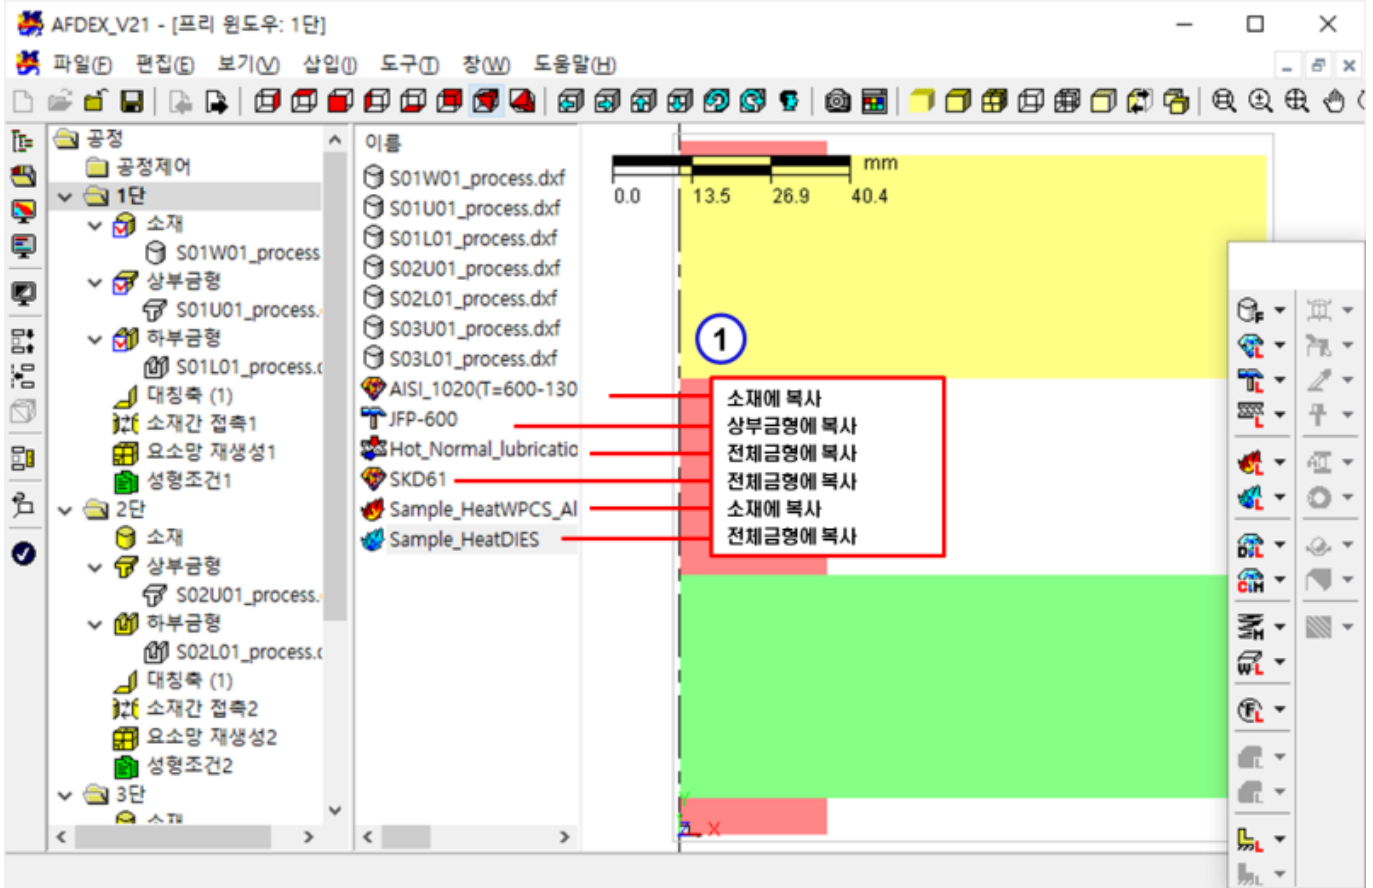 AFDEX_V21 - [프리 윈도우: 1단]
파일(F) 편집(E) 보기(V) 삽입(I) 도구(T) 창(W) 도움말(H)
공정
공정제어
1단
소재
S01W01_process
상부금형
S01U01_process.
하부금형
S01L01_process.
대칭축 (1)
소재간 접촉1
요소망 재생성1
성형조건1
2단
소재
상부금형
S02U01_process.
하부금형
S02L01_process.
대칭축 (1)
소재간 접촉2
요소망 재생성2
성형조건2
3단
소재
이름
S01W01_process.dxf
S01U01_process.dxf
S01L01_process.dxf
S02U01_process.dxf
S02L01_process.dxf
S03U01_process.dxf
S03L01_process.dxf
AISI_1020(T=600-130
JFP-600
Hot_Normal_lubricatio
SKD61
Sample_HeatWPCS_Al
Sample_HeatDIES
mm
0.0 13.5 26.9 40.4
1
소재에 복사
상부금형에 복사
전체금형에 복사
전체금형에 복사
소재에 복사
전체금형에 복사
Y
Z X